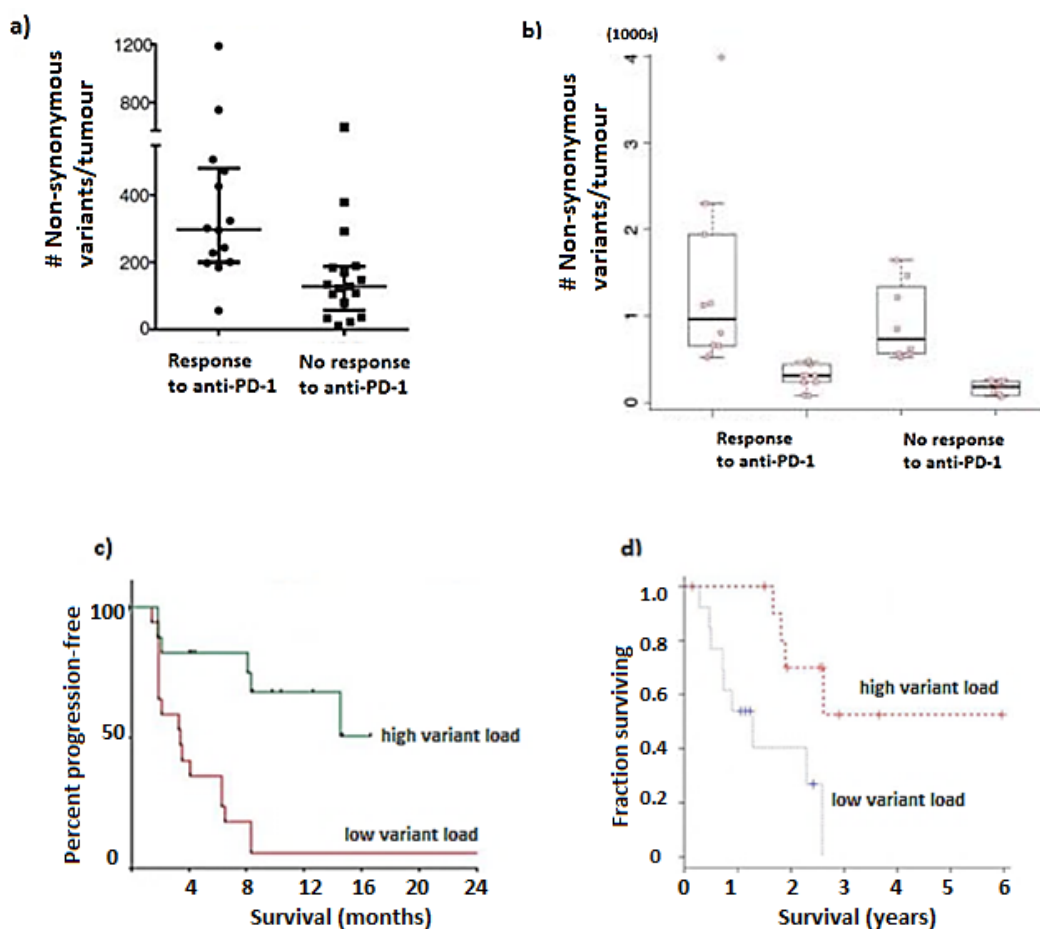 a)
# Non-synonymous
variants/tumour
1200
800
400
200
0
Response
to anti-PD-1
No response
to anti-PD-1
b)
(1000s)
# Non-synonymous
variants/tumour
4
3
2
1
0
Response
to anti-PD-1
No response
to anti-PD-1
c)
Percent progression-free
100
50
0
high variant load
low variant load
4 8 12 16 20 24
Survival (months)
d)
Fraction surviving
1.0
0.8
0.6
0.4
0.2
0
high variant load
low variant load
0 1 2 3 4 5 6
Survival (years)